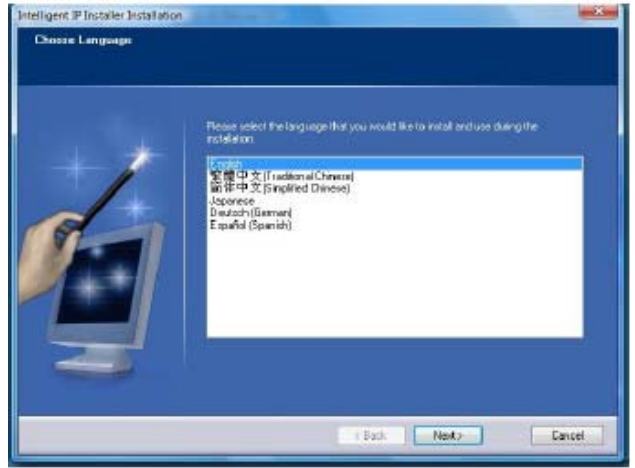 Intelligent IP Installer Installation
Choose Language
Please select the language that you would like to install and use during the
installation.
English
繁體中文(Traditional Chinese)
简体中文(Simplified Chinese)
Japanese
Deutsch (German)
Español (Spanish)
< Back
Next >
Cancel